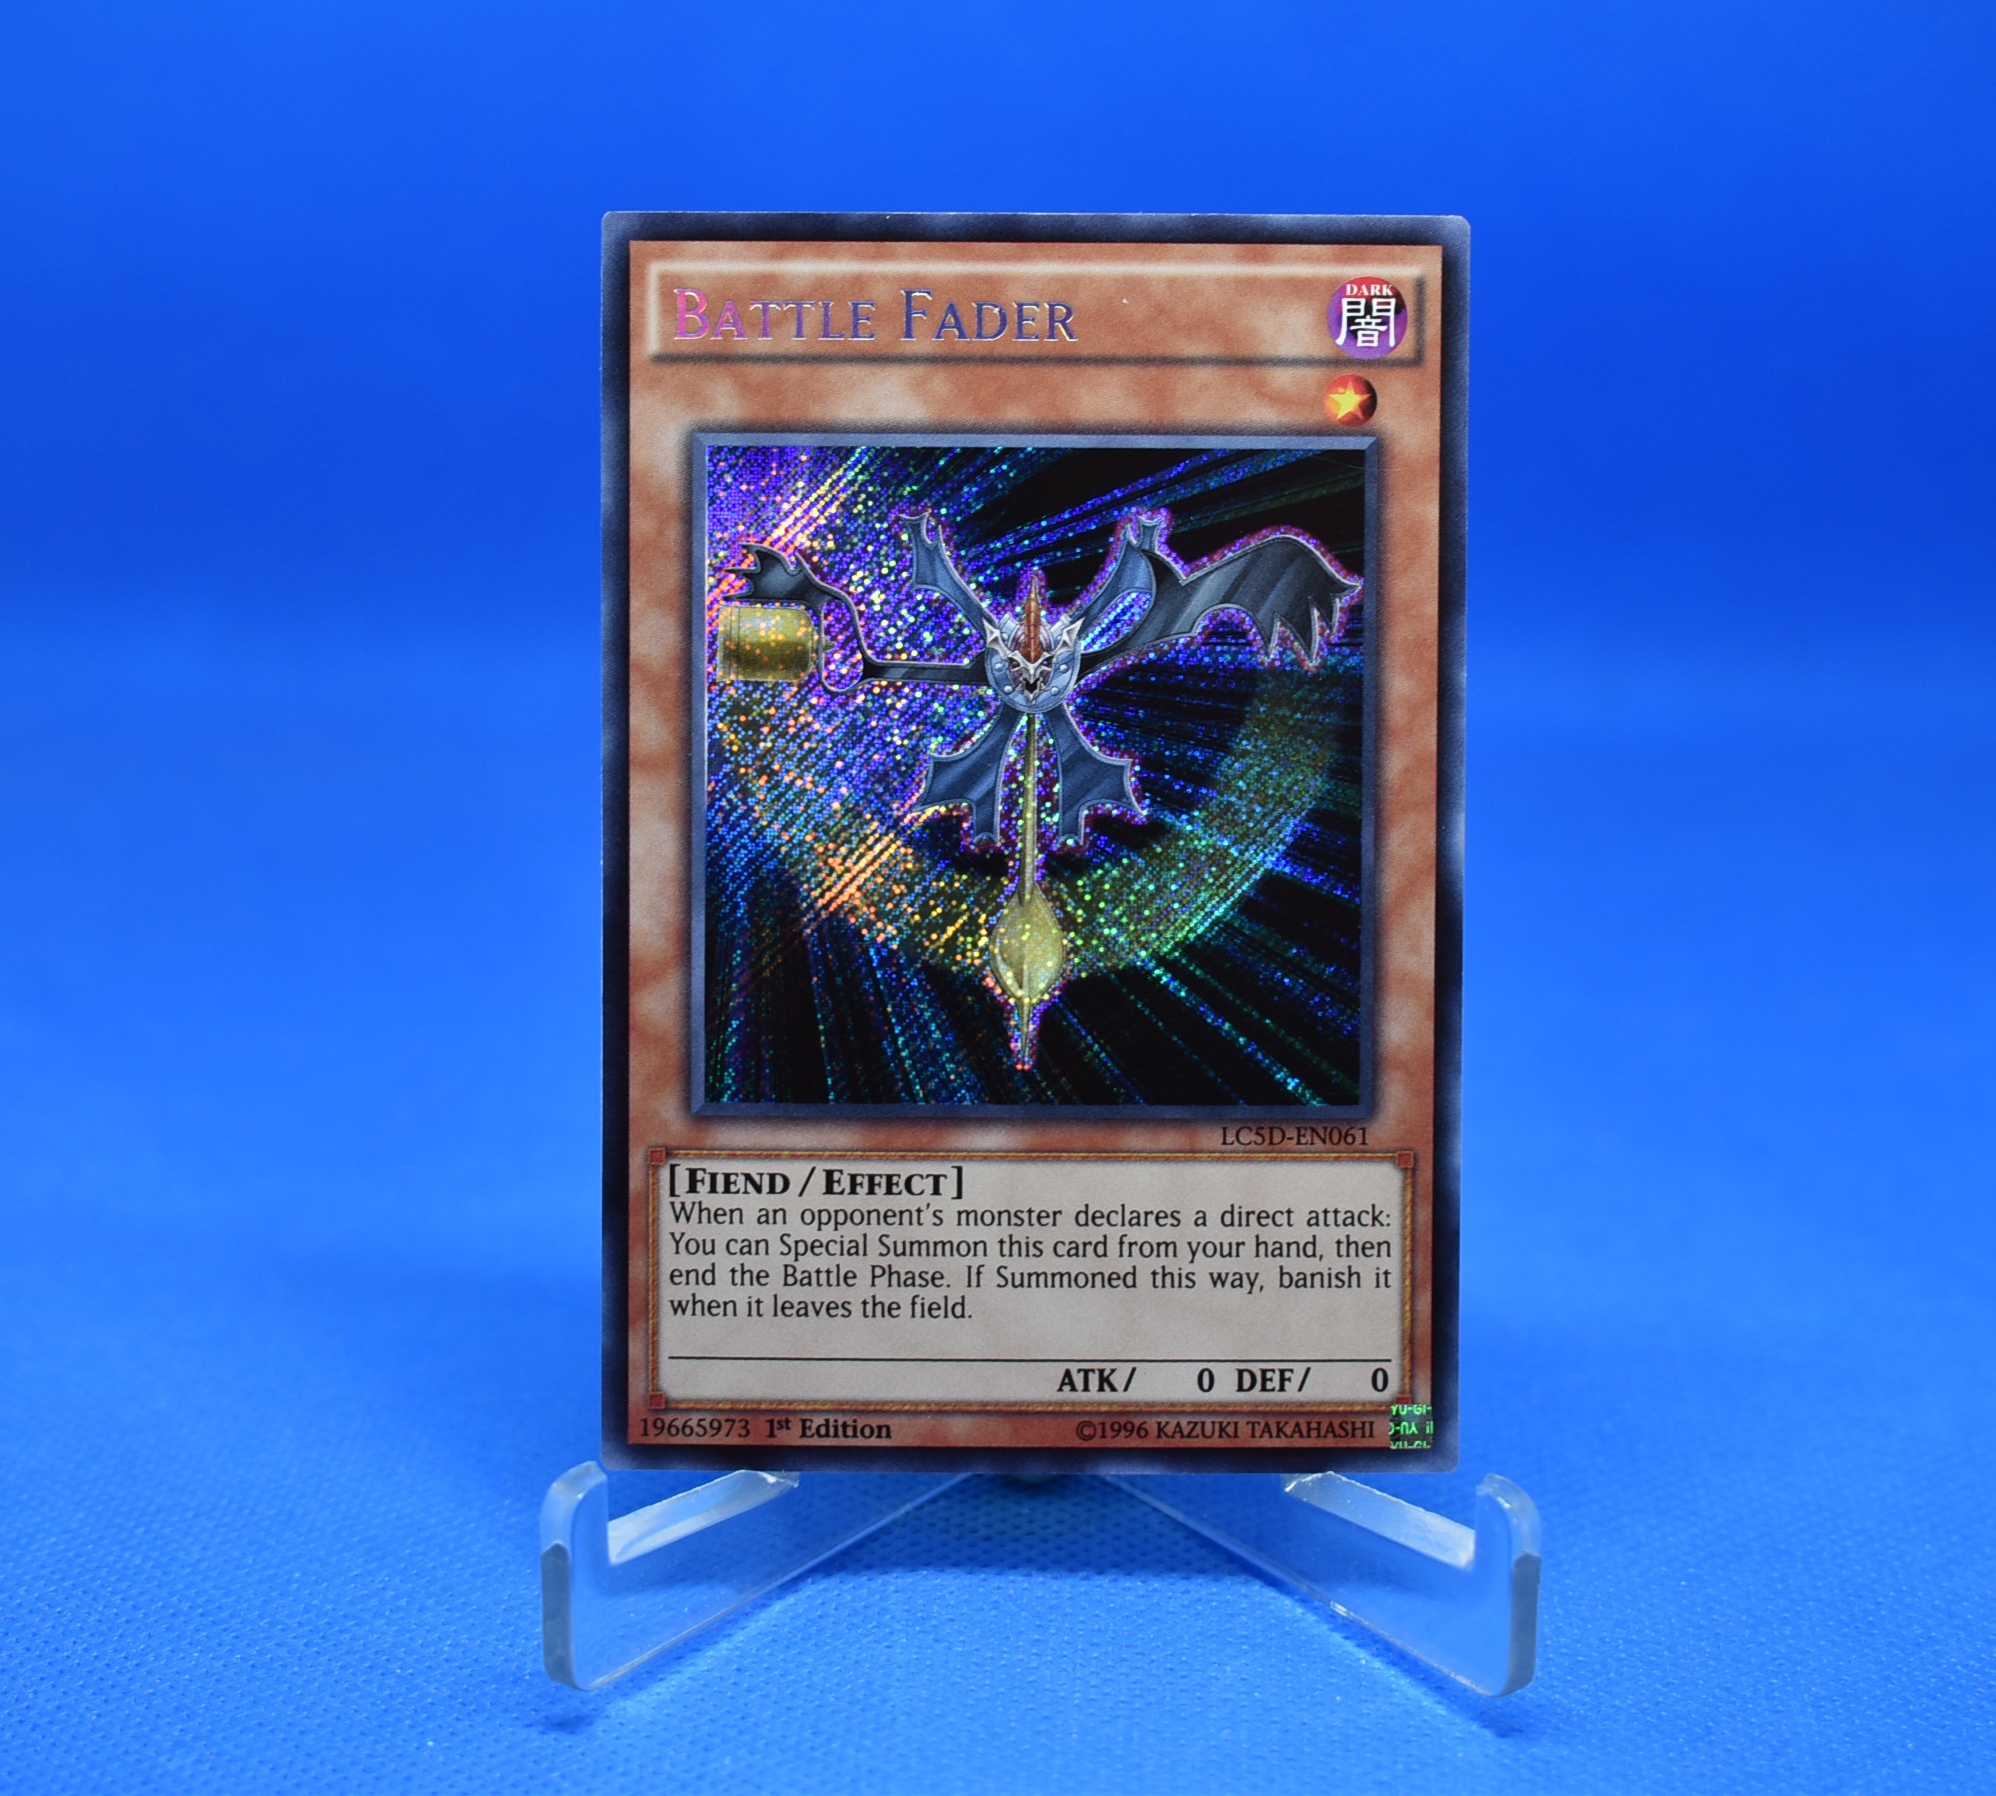 BATTLE FADER
DARK
闇
LC5D-EN061
[FIEND / EFFECT]
When an opponent's monster declares a direct attack:
You can Special Summon this card from your hand, then
end the Battle Phase. If Summoned this way, banish it
when it leaves the field.
ATK/ 0 DEF/ 0
19665973 1st Edition ©1996 KAZUKI TAKAHASHI
YU-GI-